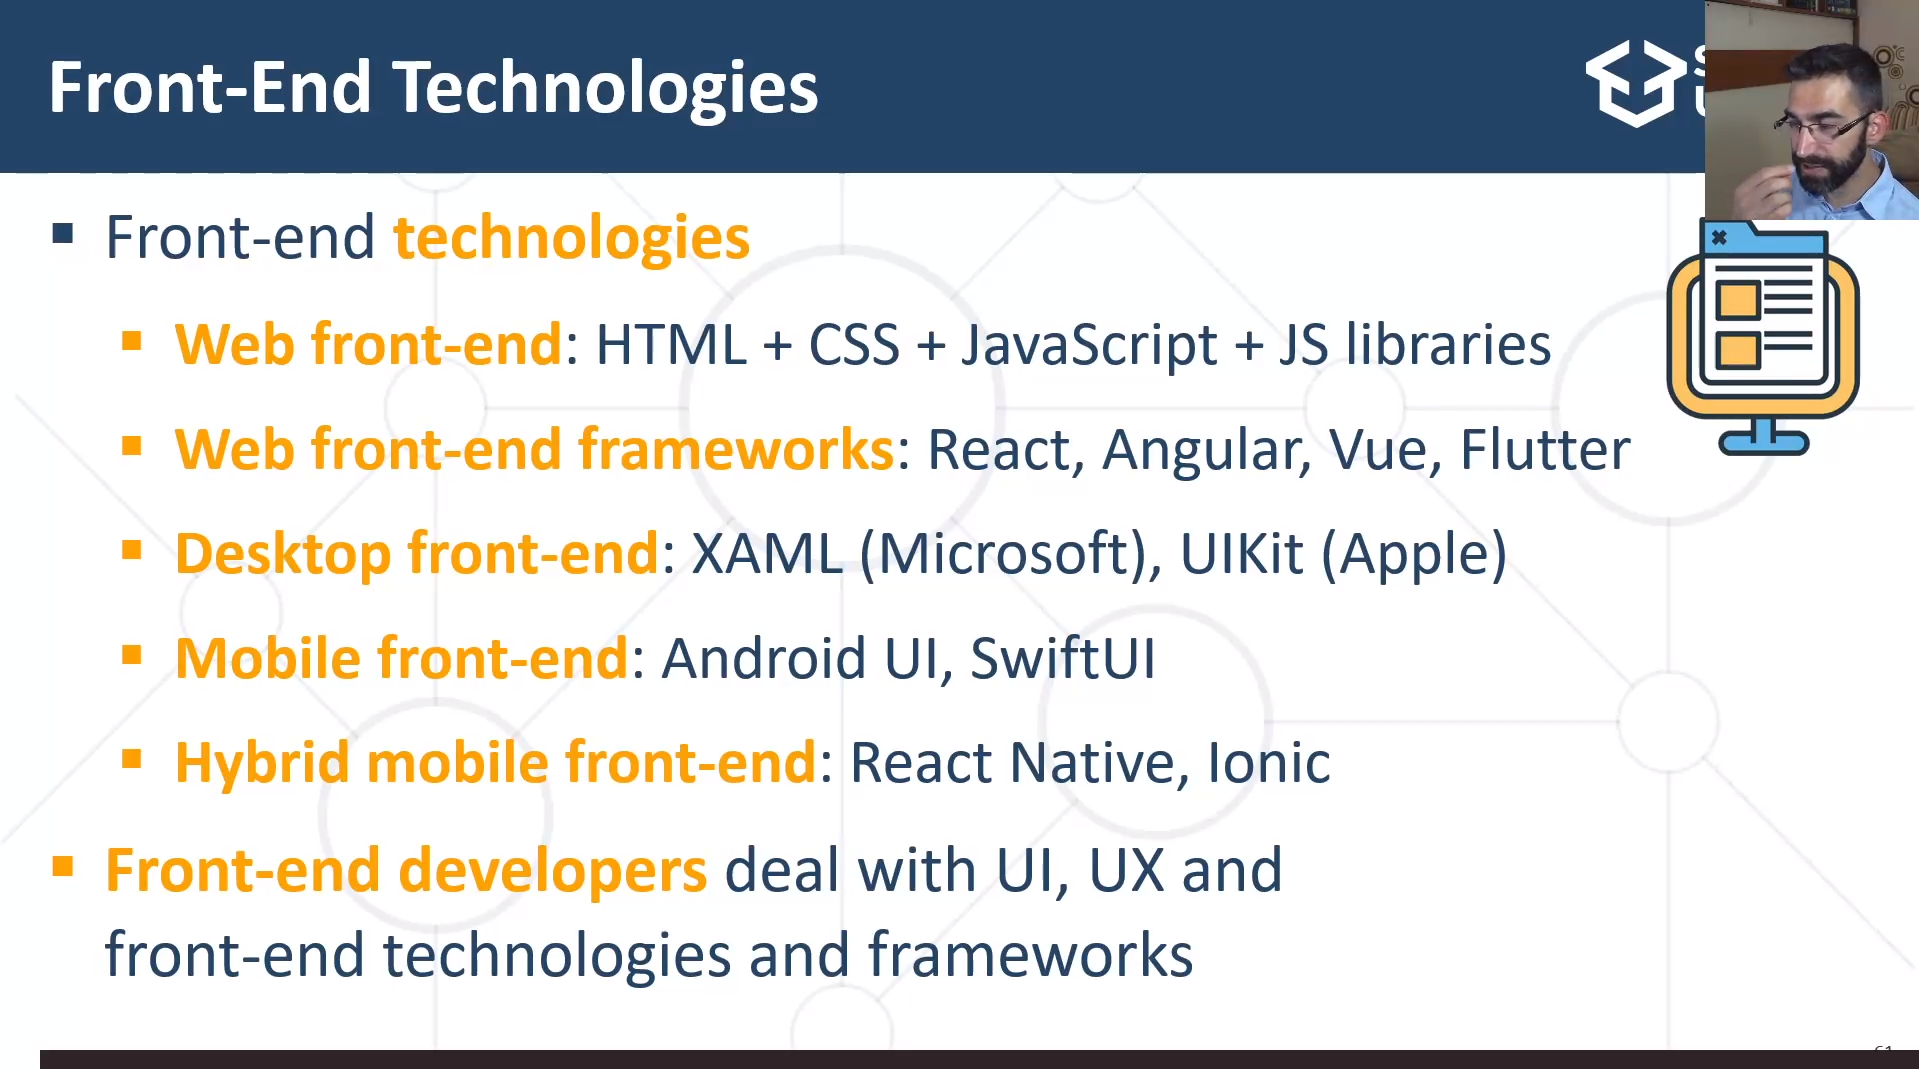 Front-End Technologies
Front-end technologies
Web front-end: HTML + CSS + JavaScript + JS libraries
Web front-end frameworks: React, Angular, Vue, Flutter
Desktop front-end: XAML (Microsoft), UIKit (Apple)
Mobile front-end: Android UI, SwiftUI
Hybrid mobile front-end: React Native, Ionic
Front-end developers deal with UI, UX and
front-end technologies and frameworks